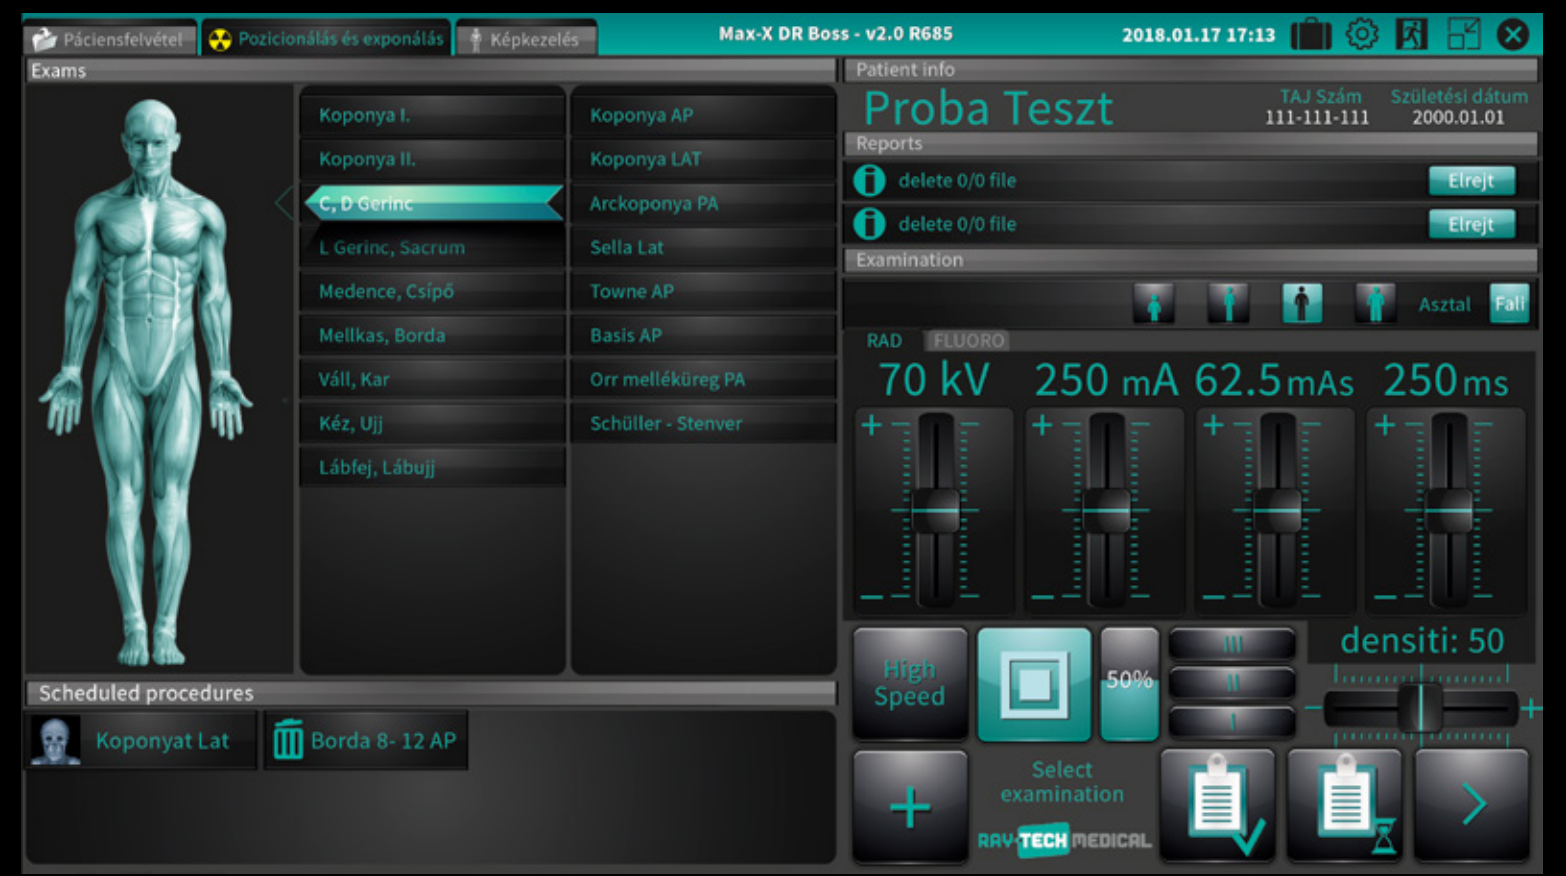 Páciensfelvétel
Pozicionálás és exponálás
Képkezelés
Max-X DR Boss - v2.0 R685
2018.01.17 17:13
Exams
Koponya I.
Koponya II.
C, D Gerinc
L Gerinc, Sacrum
Medence, Csípő
Mellkas, Borda
Váll, Kar
Kéz, Ujj
Lábfej, Lábujj
Koponya AP
Koponya LAT
Arckoponya PA
Sella Lat
Towne AP
Basis AP
Orr melléküreg PA
Schüller - Stenver
Scheduled procedures
Koponyat Lat
Borda 8- 12 AP
Patient info
Proba Teszt
TAJ Szám
111-111-111
Születési dátum
2000.01.01
Reports
delete 0/0 file
Elrejt
delete 0/0 file
Elrejt
Examination
Asztal
Fali
RAD
FLUORO
70 kV
250 mA
62.5 mAs
250 ms
+
+
+
+
–
–
–
–
High
Speed
50%
III
II
I
densiti: 50
–
+
+
Select
examination
RAY-TECH MEDICAL
>